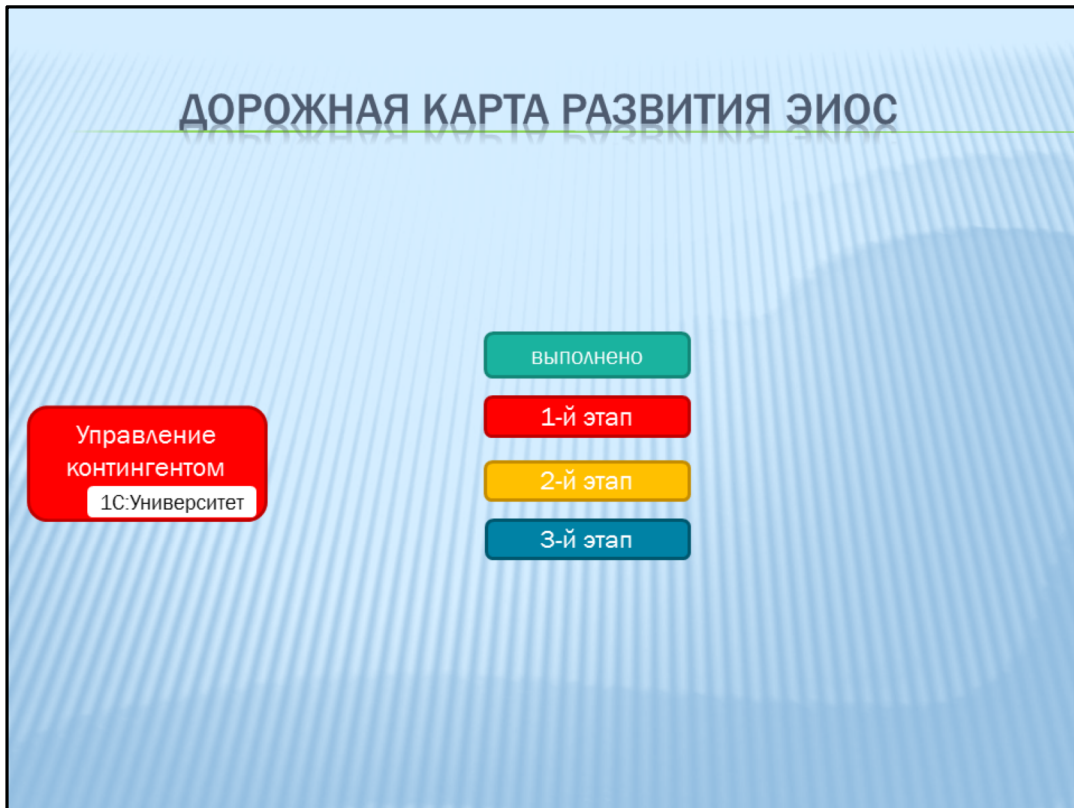 ДОРОЖНАЯ КАРТА РАЗВИТИЯ ЭИОС
выполнено
1-й этап
Управление
контингентом
1С:Университет
2-й этап
3-й этап